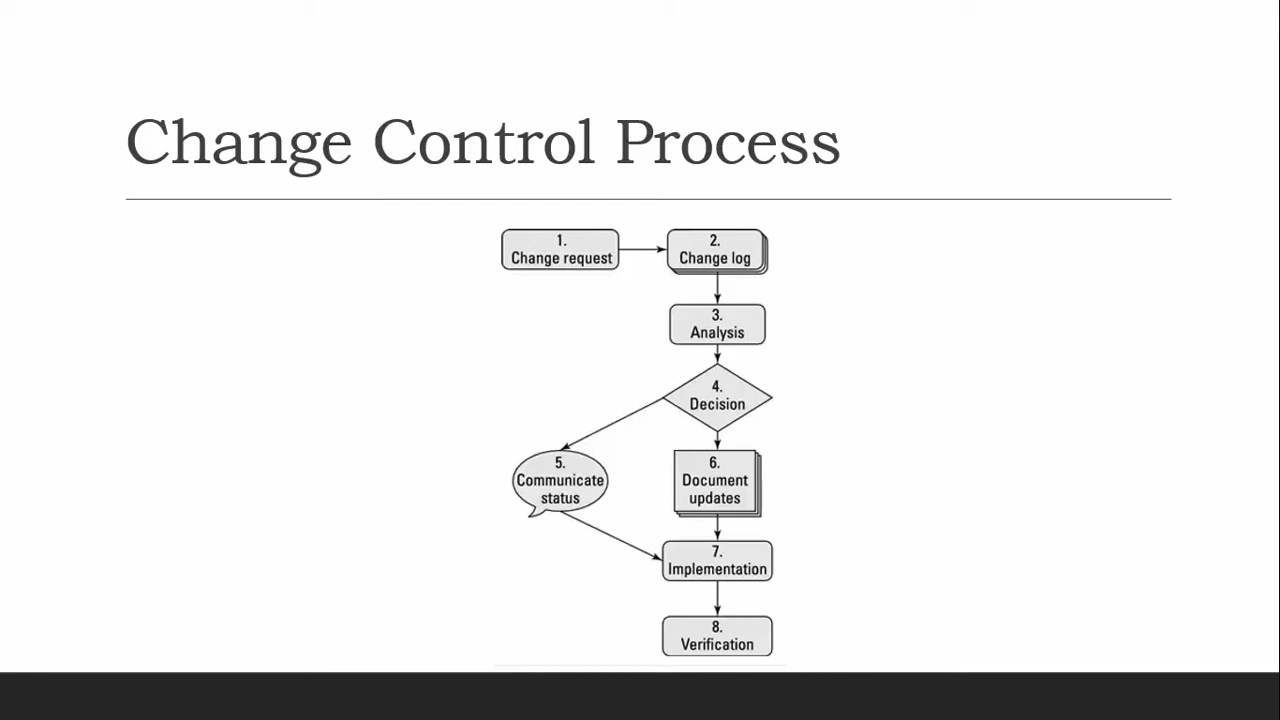 Change Control Process
1.
Change request
2.
Change log
3.
Analysis
4.
Decision
5.
Communicate
status
6.
Document
updates
7.
Implementation
8.
Verification